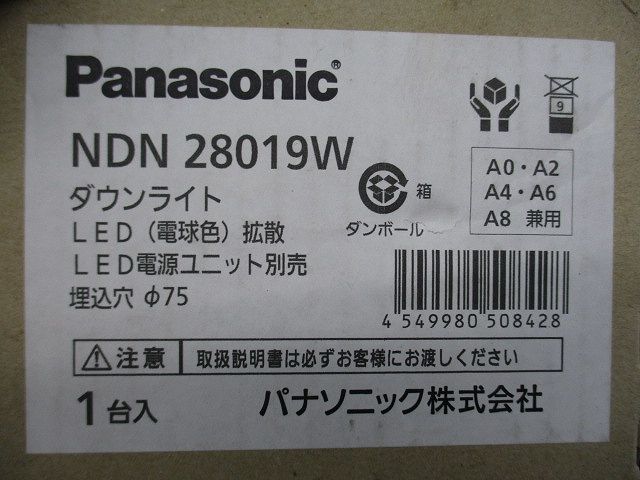 Panasonic®
NDN 28019W
ダウンライト
LED（電球色）拡散
LED電源ユニット別売
埋込穴 φ75
9
箱
ダンボール
A0・A2
A4・A6
A8 兼用
4 549980 508428
注意
取扱説明書は必ずお客様にお渡しください
1台入
パナソニック株式会社